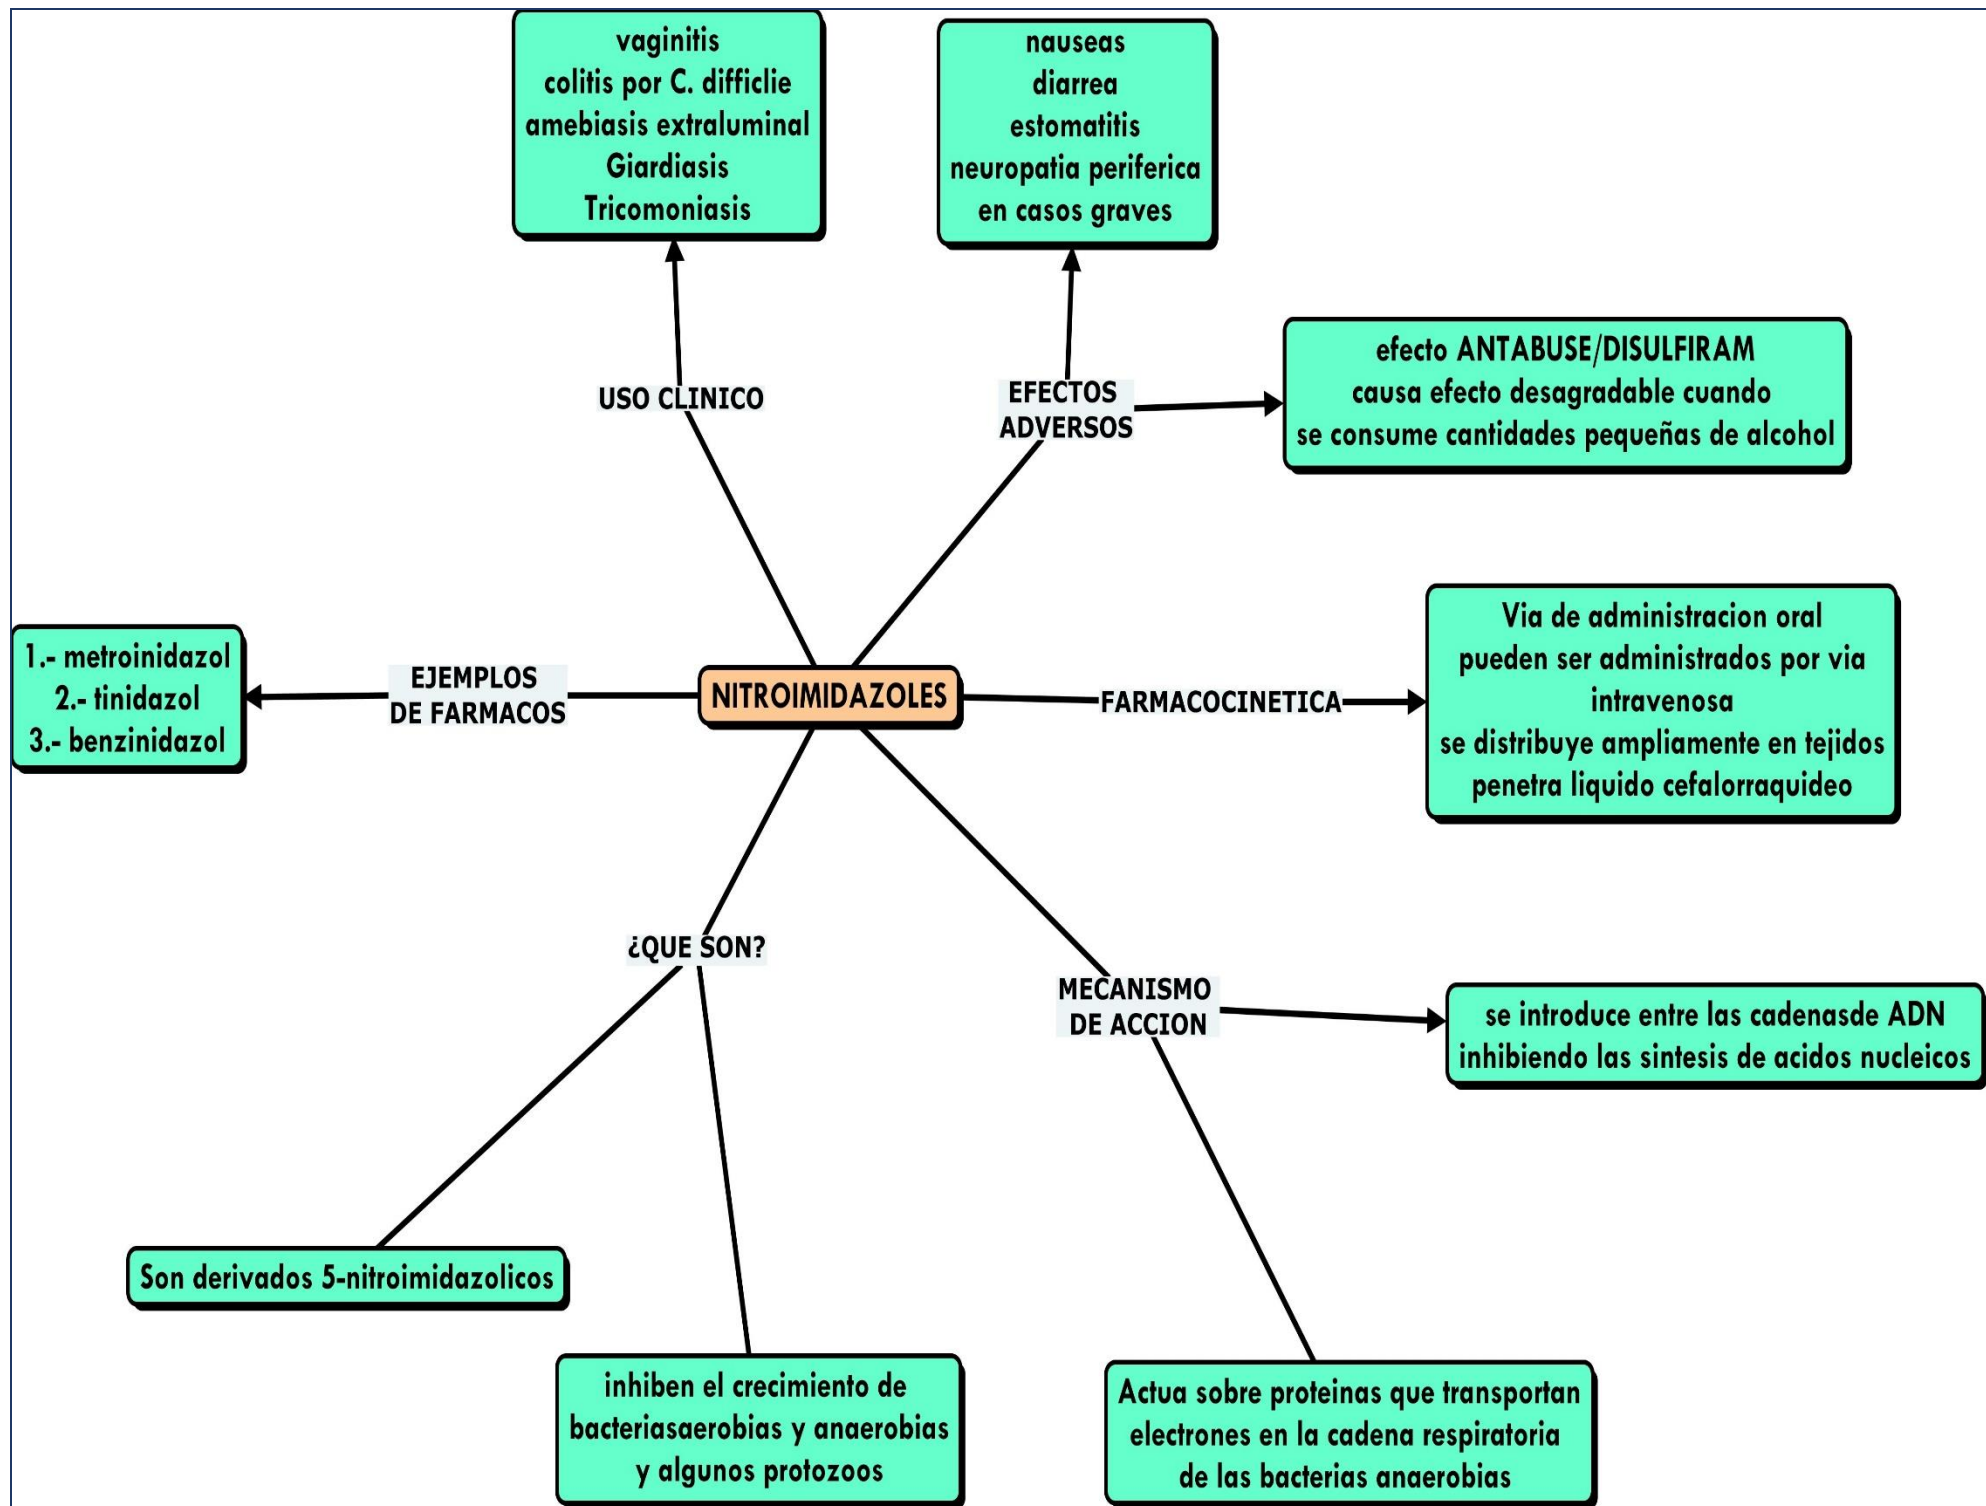 vaginitis
colitis por C. difficlie
amebiasis extraluminal
Giardiasis
Tricomoniasis
nauseas
diarrea
estomatitis
neuropatia periferica
en casos graves
efecto ANTABUSE/DISULFIRAM
causa efecto desagradable cuando
se consume cantidades pequeñas de alcohol
USO CLINICO
EFECTOS
ADVERSOS
1.- metroinidazol
2.- tinidazol
3.- benzinidazol
EJEMPLOS
DE FARMACOS
NITROIMIDAZOLES
FARMACOCINETICA
Via de administracion oral
pueden ser administrados por via
intravenosa
se distribuye ampliamente en tejidos
penetra liquido cefalorraquideo
¿QUE SON?
MECANISMO
DE ACCION
se introduce entre las cadenasde ADN
inhibiendo las sintesis de acidos nucleicos
Son derivados 5-nitroimidazolicos
inhiben el crecimiento de
bacteriasaerobias y anaerobias
y algunos protozoos
Actua sobre proteinas que transportan
electrones en la cadena respiratoria
de las bacterias anaerobias